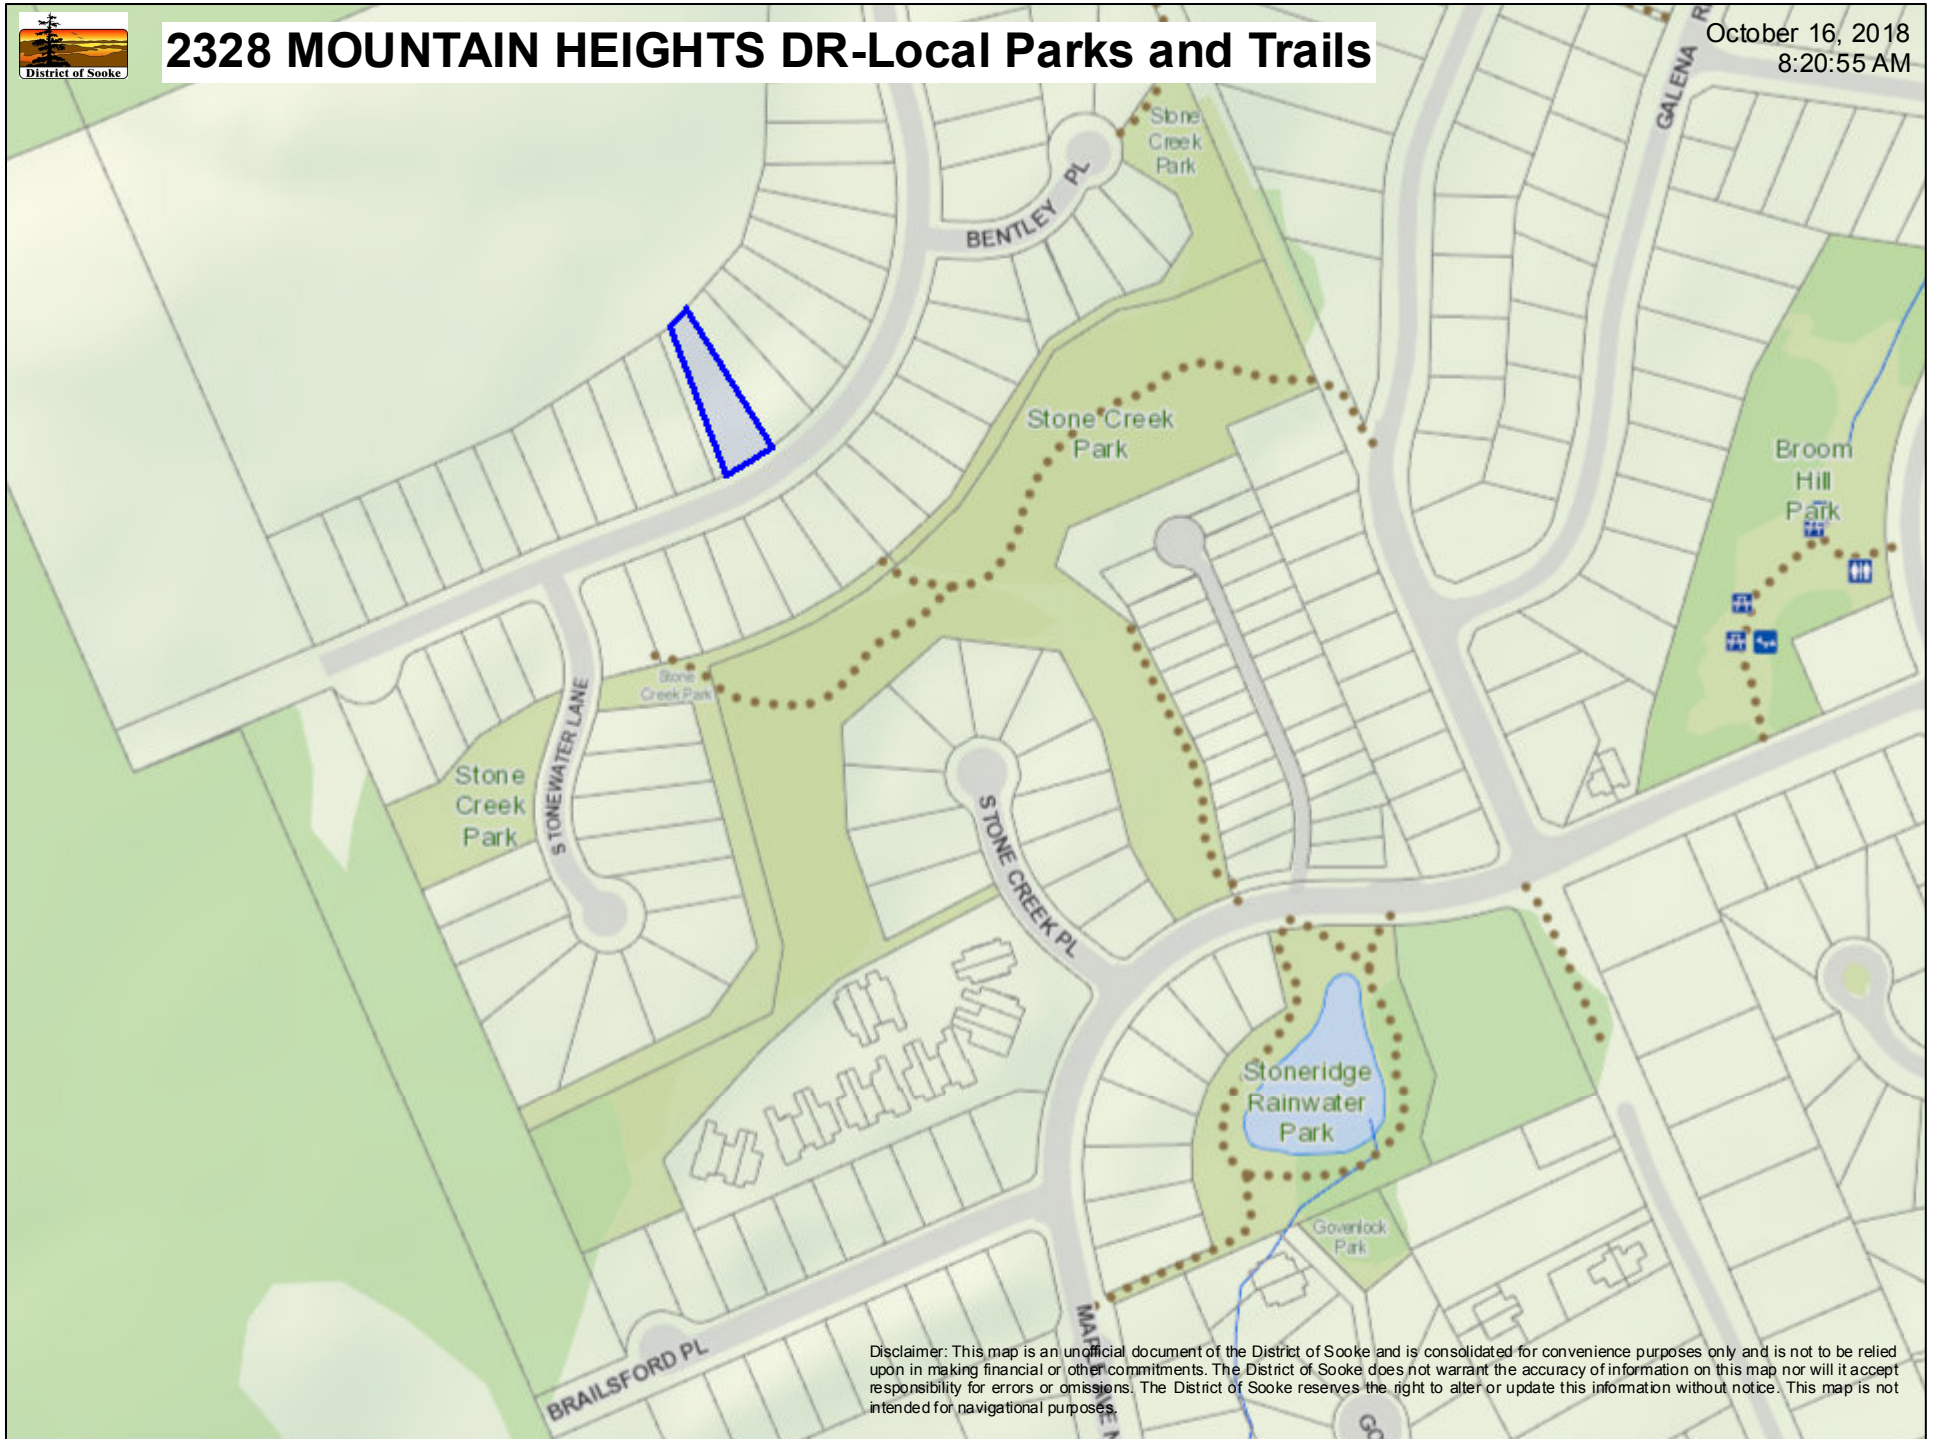 District of Sooke
2328 MOUNTAIN HEIGHTS DR-Local Parks and Trails
October 16, 2018
8:20:55 AM
GALENA
Stone
Creek
Park
BENTLEY PL
Stone Creek
Park
Broom
Hill
Park
Stone
Creek Park
STONEWATER LANE
Stone
Creek
Park
STONE CREEK PL
Stoneridge
Rainwater
Park
Govenlock
Park
BRAILSFORD PL
Disclaimer: This map is an unofficial document of the District of Sooke and is consolidated for convenience purposes only and is not to be relied
upon in making financial or other commitments. The District of Sooke does not warrant the accuracy of information on this map nor will it accept
responsibility for errors or omissions. The District of Sooke reserves the right to alter or update this information without notice. This map is not
intended for navigational purposes.
GO